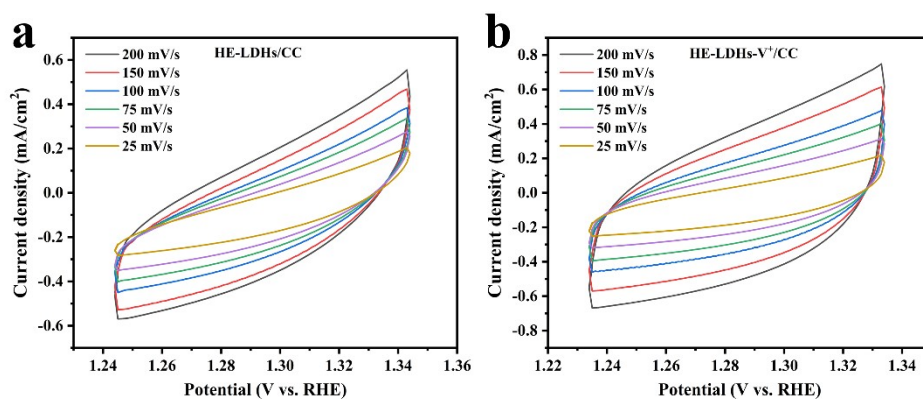 a
HE-LDHs/CC
200 mV/s
150 mV/s
100 mV/s
75 mV/s
50 mV/s
25 mV/s
Current density (mA/cm²)
0.6
0.4
0.2
0.0
-0.2
-0.4
-0.6
1.24
1.26
1.28
1.30
1.32
1.34
1.36
Potential (V vs. RHE)
b
HE-LDHs-V⁺/CC
200 mV/s
150 mV/s
100 mV/s
75 mV/s
50 mV/s
25 mV/s
Current density (mA/cm²)
0.8
0.6
0.4
0.2
0.0
-0.2
-0.4
-0.6
-0.8
1.22
1.24
1.26
1.28
1.30
1.32
1.34
Potential (V vs. RHE)